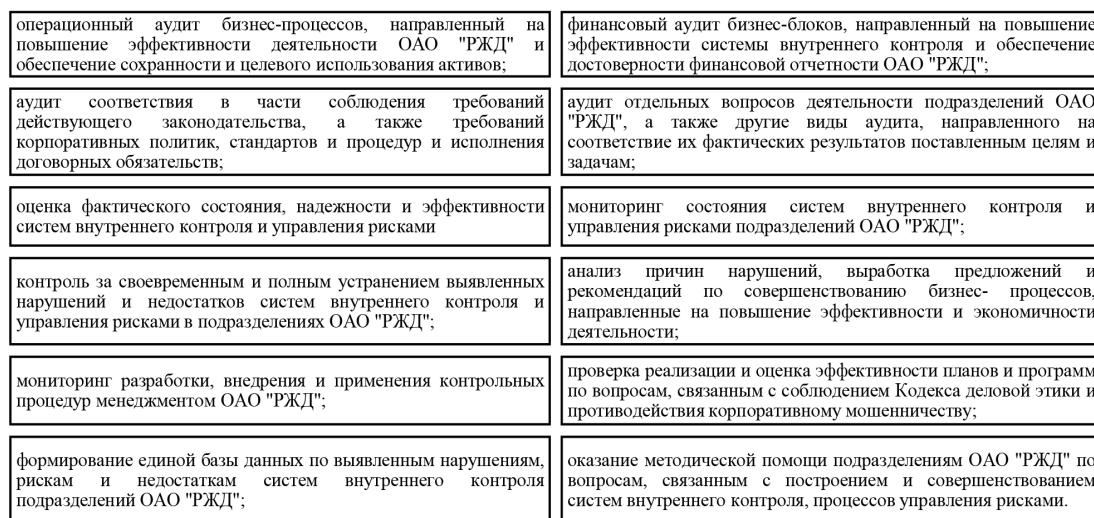 операционный аудит бизнес-процессов, направленный на
повышение эффективности деятельности ОАО "РЖД" и
обеспечение сохранности и целевого использования активов;
финансовый аудит бизнес-блоков, направленный на повышение
эффективности системы внутреннего контроля и обеспечение
достоверности финансовой отчетности ОАО "РЖД";
аудит соответствия в части соблюдения требований
действующего законодательства, а также требований
корпоративных политик, стандартов и процедур и исполнения
договорных обязательств;
аудит отдельных вопросов деятельности подразделений ОАО
"РЖД", а также другие виды аудита, направленного на
соответствие их фактических результатов поставленным целям и
задачам;
оценка фактического состояния, надежности и эффективности
систем внутреннего контроля и управления рисками
мониторинг состояния систем внутреннего контроля и
управления рисками подразделений ОАО "РЖД";
контроль за своевременным и полным устранением выявленных
нарушений и недостатков систем внутреннего контроля и
управления рисками в подразделениях ОАО "РЖД";
анализ причин нарушений, выработка предложений и
рекомендаций по совершенствованию бизнес- процессов,
направленные на повышение эффективности и экономичности
деятельности;
мониторинг разработки, внедрения и применения контрольных
процедур менеджментом ОАО "РЖД";
проверка реализации и оценка эффективности планов и программ
по вопросам, связанным с соблюдением Кодекса деловой этики и
противодействия корпоративному мошенничеству;
формирование единой базы данных по выявленным нарушениям,
рискам и недостаткам систем внутреннего контроля
подразделений ОАО "РЖД";
оказание методической помощи подразделениям ОАО "РЖД" по
вопросам, связанным с построением и совершенствованием
систем внутреннего контроля, процессов управления рисками.